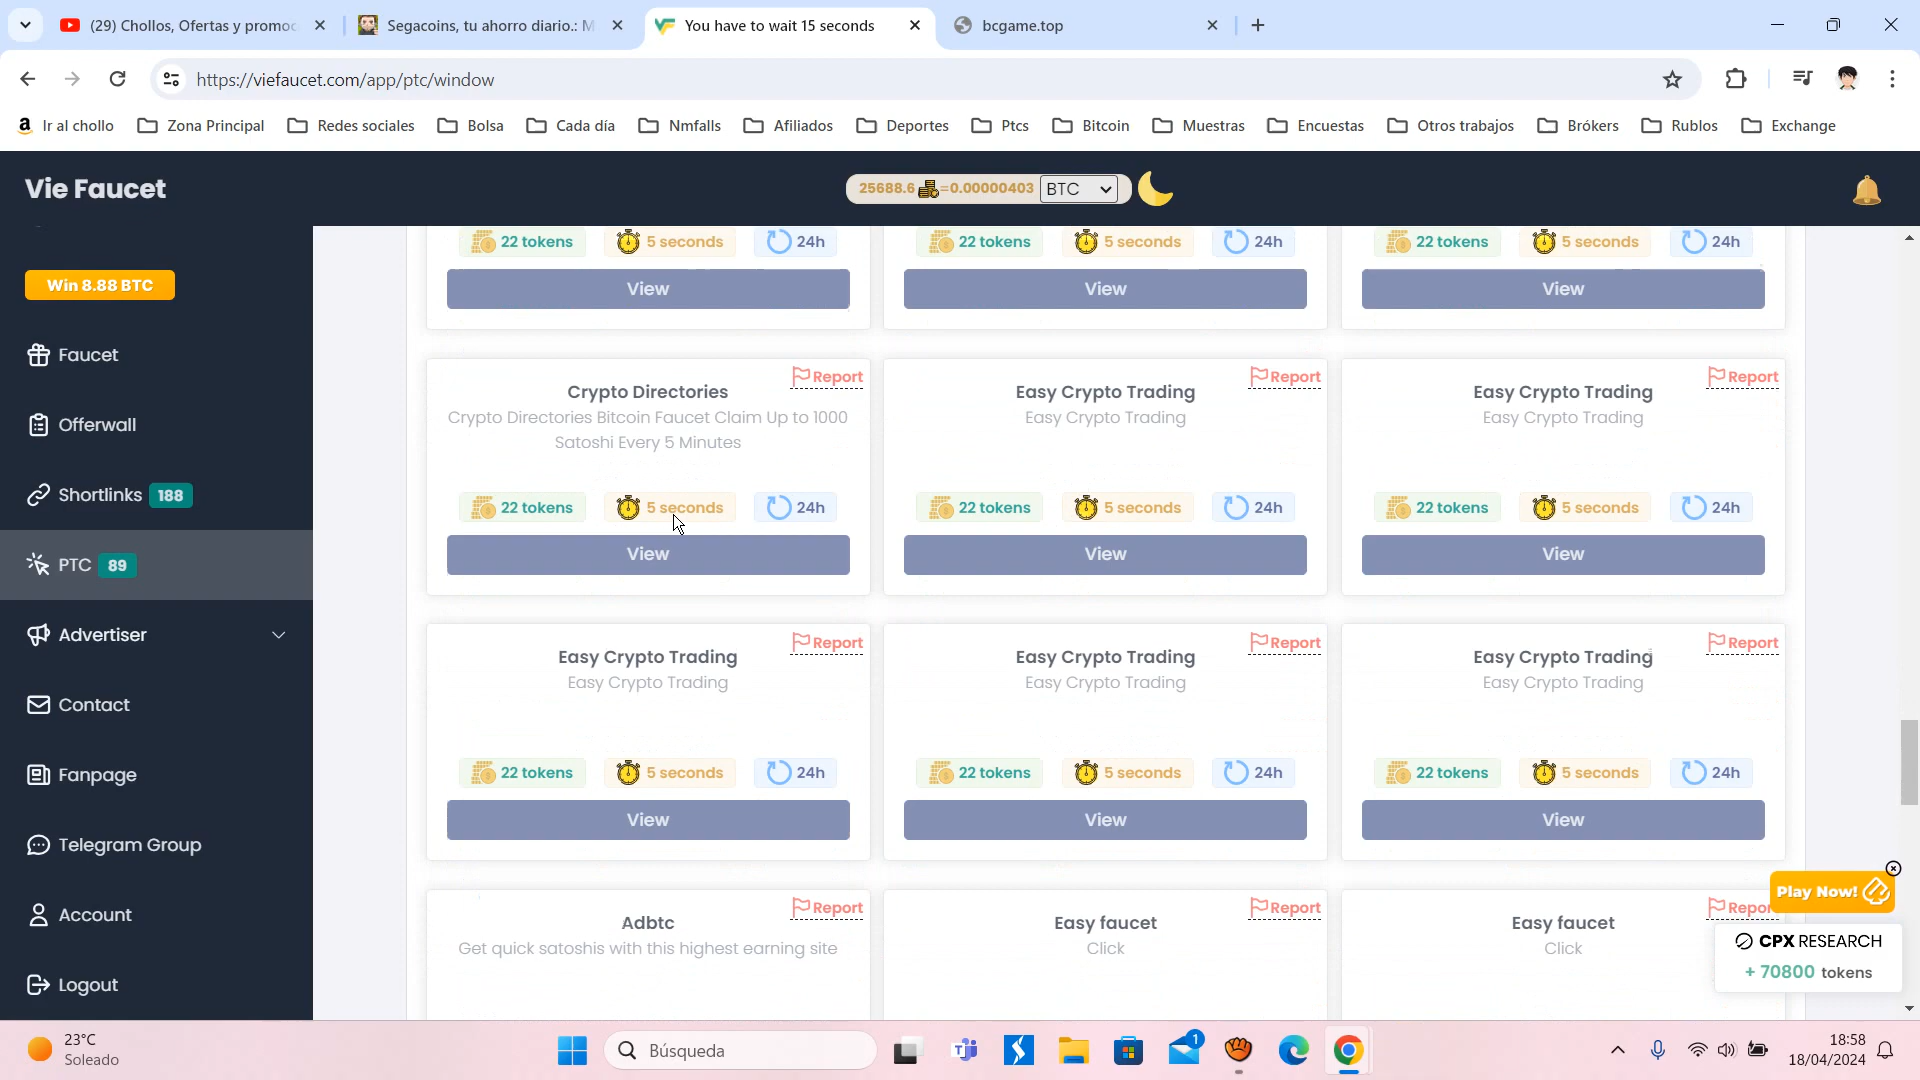 (29) Chollos, Ofertas y promoc
Segacoins, tu ahorro diario.: M
You have to wait 15 seconds
bcgame.top
https://viefaucet.com/app/ptc/window
Ir al chollo
Zona Principal
Redes sociales
Bolsa
Cada día
Nmfalls
Afiliados
Deportes
Ptcs
Bitcoin
Muestras
Encuestas
Otros trabajos
Brókers
Rublos
Exchange
Vie Faucet
25688.6 =0.00000403 BTC
Win 8.88 BTC
Faucet
Offerwall
Shortlinks 188
PTC 89
Advertiser
Contact
Fanpage
Telegram Group
Account
Logout
22 tokens 5 seconds 24h
View
22 tokens 5 seconds 24h
View
22 tokens 5 seconds 24h
View
Report
Crypto Directories
Crypto Directories Bitcoin Faucet Claim Up to 1000
Satoshi Every 5 Minutes
22 tokens 5 seconds 24h
View
Report
Easy Crypto Trading
Easy Crypto Trading
22 tokens 5 seconds 24h
View
Report
Easy Crypto Trading
Easy Crypto Trading
22 tokens 5 seconds 24h
View
Report
Easy Crypto Trading
Easy Crypto Trading
22 tokens 5 seconds 24h
View
Report
Easy Crypto Trading
Easy Crypto Trading
22 tokens 5 seconds 24h
View
Report
Easy Crypto Trading
Easy Crypto Trading
22 tokens 5 seconds 24h
View
Report
Adbtc
Get quick satoshis with this highest earning site
Report
Easy faucet
Click
Repor
Easy faucet
Click
Play Now!
CPX RESEARCH
+ 70800 tokens
23°C
Soleado
Búsqueda
1
18:58
18/04/2024